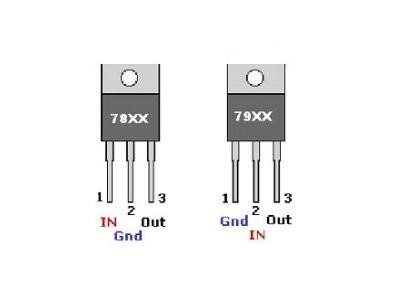 78XX
1 2 3
IN Out
Gnd
79XX
1 2 3
Gnd Out
IN